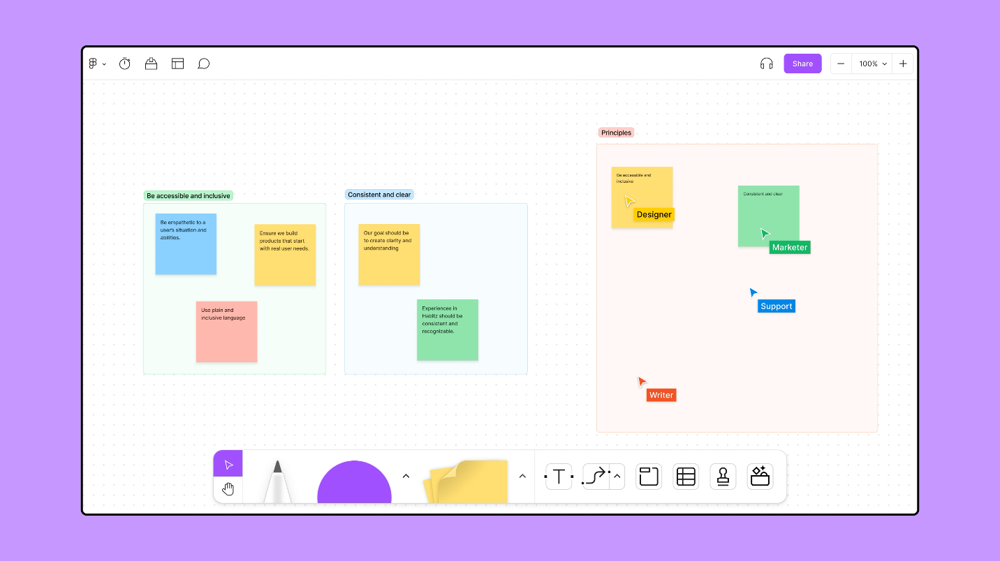 Share
100%
Principles
Be accessible and
inclusive
Designer
Consistent and clear
Marketer
Support
Writer
Be accessible and inclusive
Be empathetic to a
user's situation and
abilities.
Ensure we build
products that start
with real user needs.
Use plain and
inclusive language
Consistent and clear
Our goal should be
to create clarity and
understanding
Experiences in
Habitz should be
consistent and
recognizable.
T